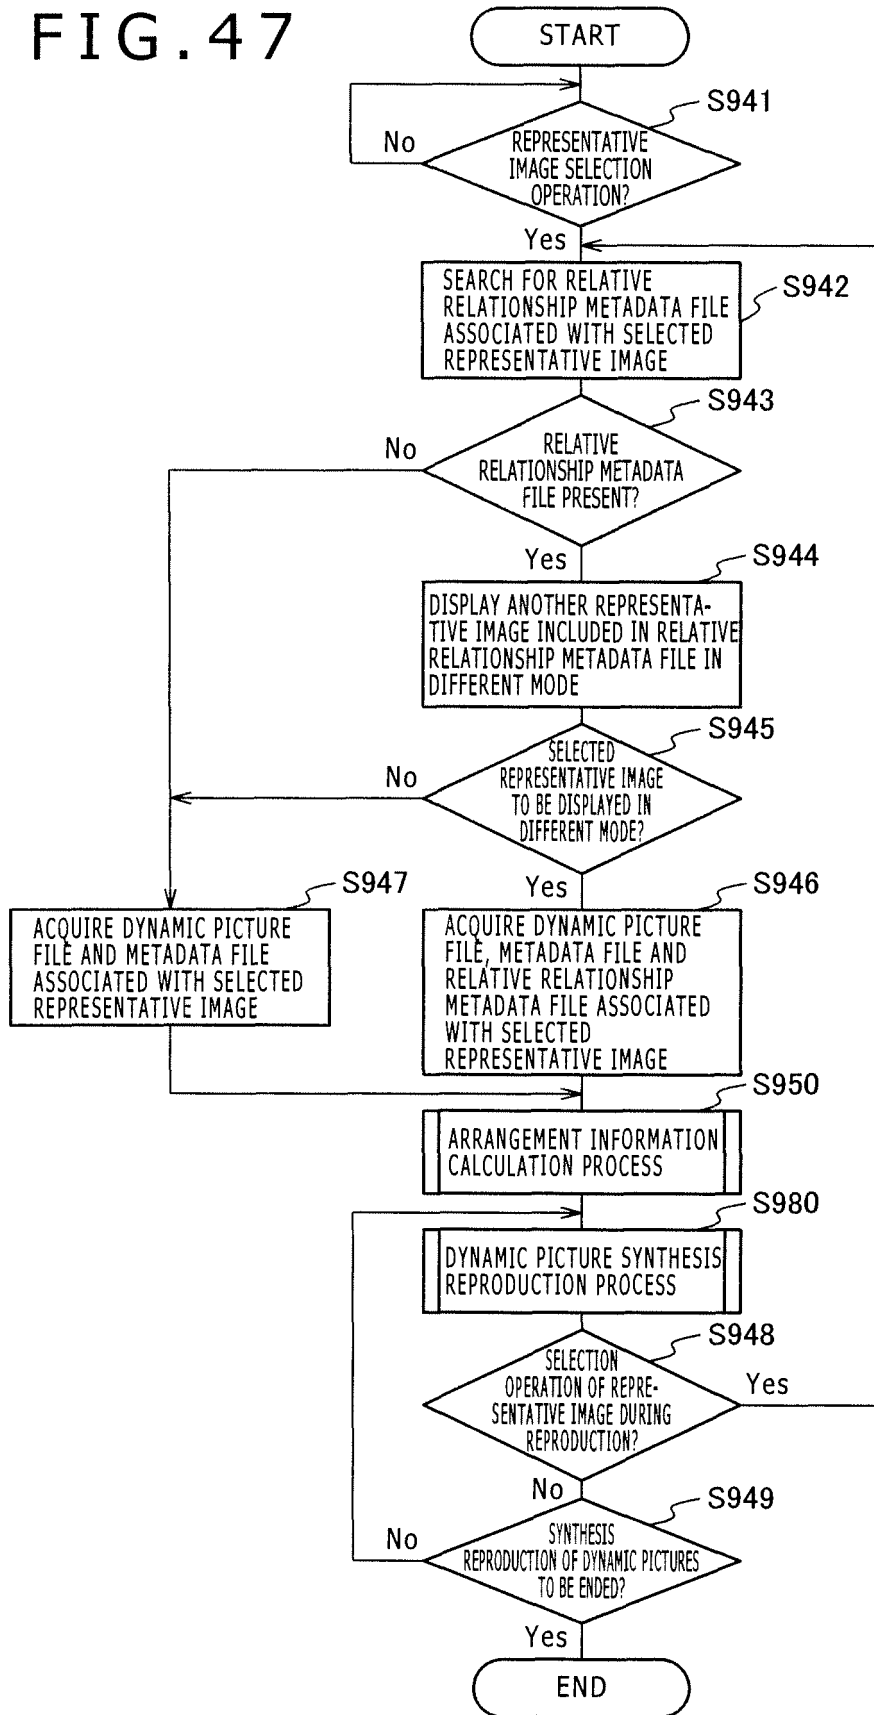 FIG.47
START
S941
No
REPRESENTATIVE
IMAGE SELECTION
OPERATION?
Yes
SEARCH FOR RELATIVE
RELATIONSHIP METADATA FILE
ASSOCIATED WITH SELECTED
REPRESENTATIVE IMAGE
S942
S943
No
RELATIVE
RELATIONSHIP METADATA
FILE PRESENT?
Yes
S944
DISPLAY ANOTHER REPRESENTA-
TIVE IMAGE INCLUDED IN RELATIVE
RELATIONSHIP METADATA FILE IN
DIFFERENT MODE
S945
No
SELECTED
REPRESENTATIVE IMAGE
TO BE DISPLAYED IN
DIFFERENT MODE?
Yes
S947
ACQUIRE DYNAMIC PICTURE
FILE AND METADATA FILE
ASSOCIATED WITH SELECTED
REPRESENTATIVE IMAGE
S946
ACQUIRE DYNAMIC PICTURE
FILE, METADATA FILE AND
RELATIVE RELATIONSHIP
METADATA FILE ASSOCIATED
WITH SELECTED
REPRESENTATIVE IMAGE
S950
ARRANGEMENT INFORMATION
CALCULATION PROCESS
S980
DYNAMIC PICTURE SYNTHESIS
REPRODUCTION PROCESS
S948
SELECTION
OPERATION OF REPRE-
SENTATIVE IMAGE DURING
REPRODUCTION?
Yes
No
S949
No
SYNTHESIS
REPRODUCTION OF DYNAMIC PICTURES
TO BE ENDED?
Yes
END